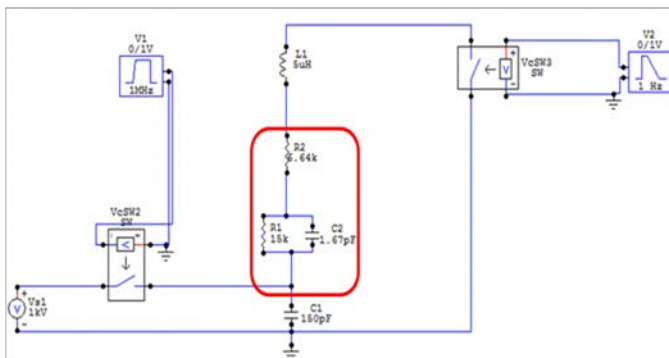 V1
0/1V
1MHz
L1
5uH
VcSW3
SW
V
V2
0/1V
1 Hz
R2
6.64k
R1
15k
C2
1.67pF
VcSW2
SW
V
Vs1
1kV
V
C1
150pF